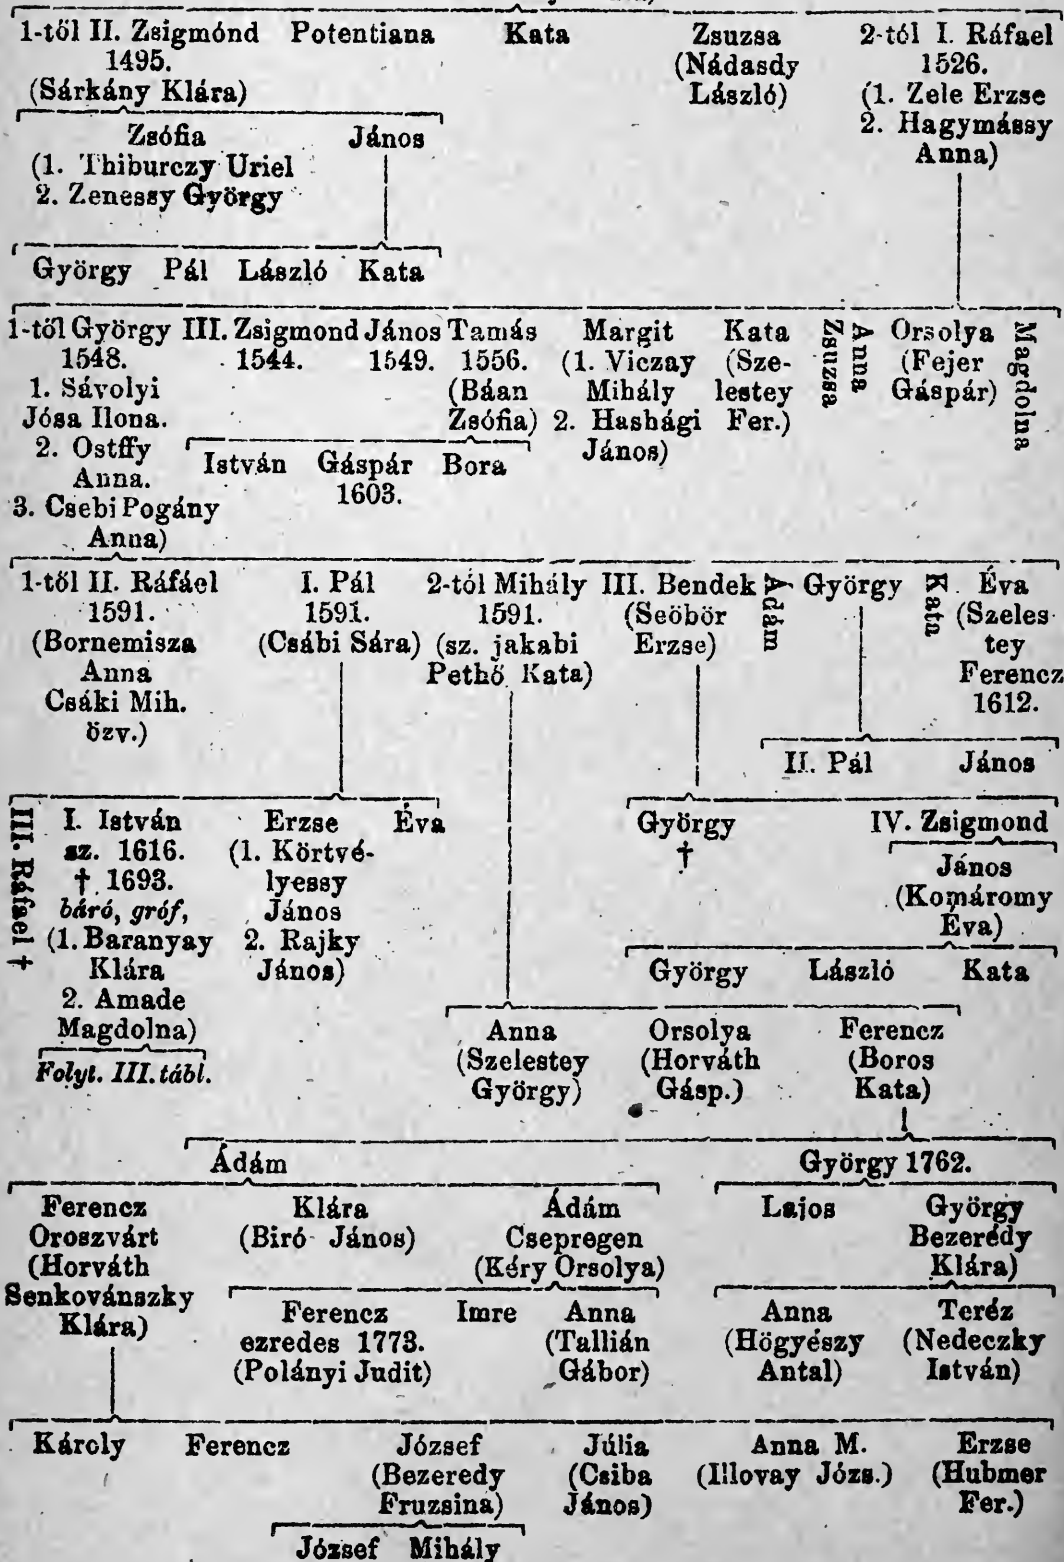 1-től II. Zsigmónd Potentiana Kata Zsuzsa 2-tól I. Ráfael
1495. (Nádasdy 1526.
(Sárkány Klára) László) (1. Zele Erzse
2. Hagymássy
Anna)
Zsófia János
(1. Thiburczy Uriel
2. Zenessy György
György Pál László Kata
1-től György III. Zsigmond János Tamás Margit Kata Zsuzsa Anna Orsolya Magdolna
1548. 1544. 1549. 1556. (1. Viczay (Sze- (Fejer
1. Sávolyi (Báan Mihály lestey Gáspár)
Jósa Ilona. Zsófia) 2. Hashági Fer.)
2. Ostffy János)
Anna.
3. Csebi Pogány
Anna)
István Gáspár Bora
1603.
1-től II. Ráfáel I. Pál 2-tól Mihály III. Bendek Ádám György Kata Éva
1591. 1591. 1591. (Seöbör (Szeles-
(Bornemisza (Csábi Sára) (sz. jakabi Erzse) tey
Anna Pethő Kata) Ferencz
Csáki Mih. 1612.
özv.)
II. Pál János
III. Ráfael † I. István Erzse Éva György IV. Zsigmond
sz. 1616. (1. Körtvé- †
† 1693. lyessy János
báró, gróf, János (Komáromy
(1. Baranyay 2. Rajky Éva)
Klára János) György László Kata
2. Amade
Magdolna)
Folyt. III. tábl.
Anna Orsolya Ferencz
(Szelestey (Horváth (Boros
György) Gásp.) Kata)
Ádám György 1762.
Ferencz Klára Ádám Lajos György
Oroszvárt (Biró János) Csepregen Bezerédy
(Horváth (Kéry Orsolya) Klára)
Senkovánszky
Klára)
Ferencz Imre Anna Anna Teréz
ezredes 1773. (Tallián (Högyészy (Nedeczky
(Polányi Judit) Gábor) Antal) István)
Károly Ferencz József Júlia Anna M. Erzse
(Bezeredy (Csiba (Illovay Józs.) (Hubmer
Fruzsina) János) Fer.)
József Mihály